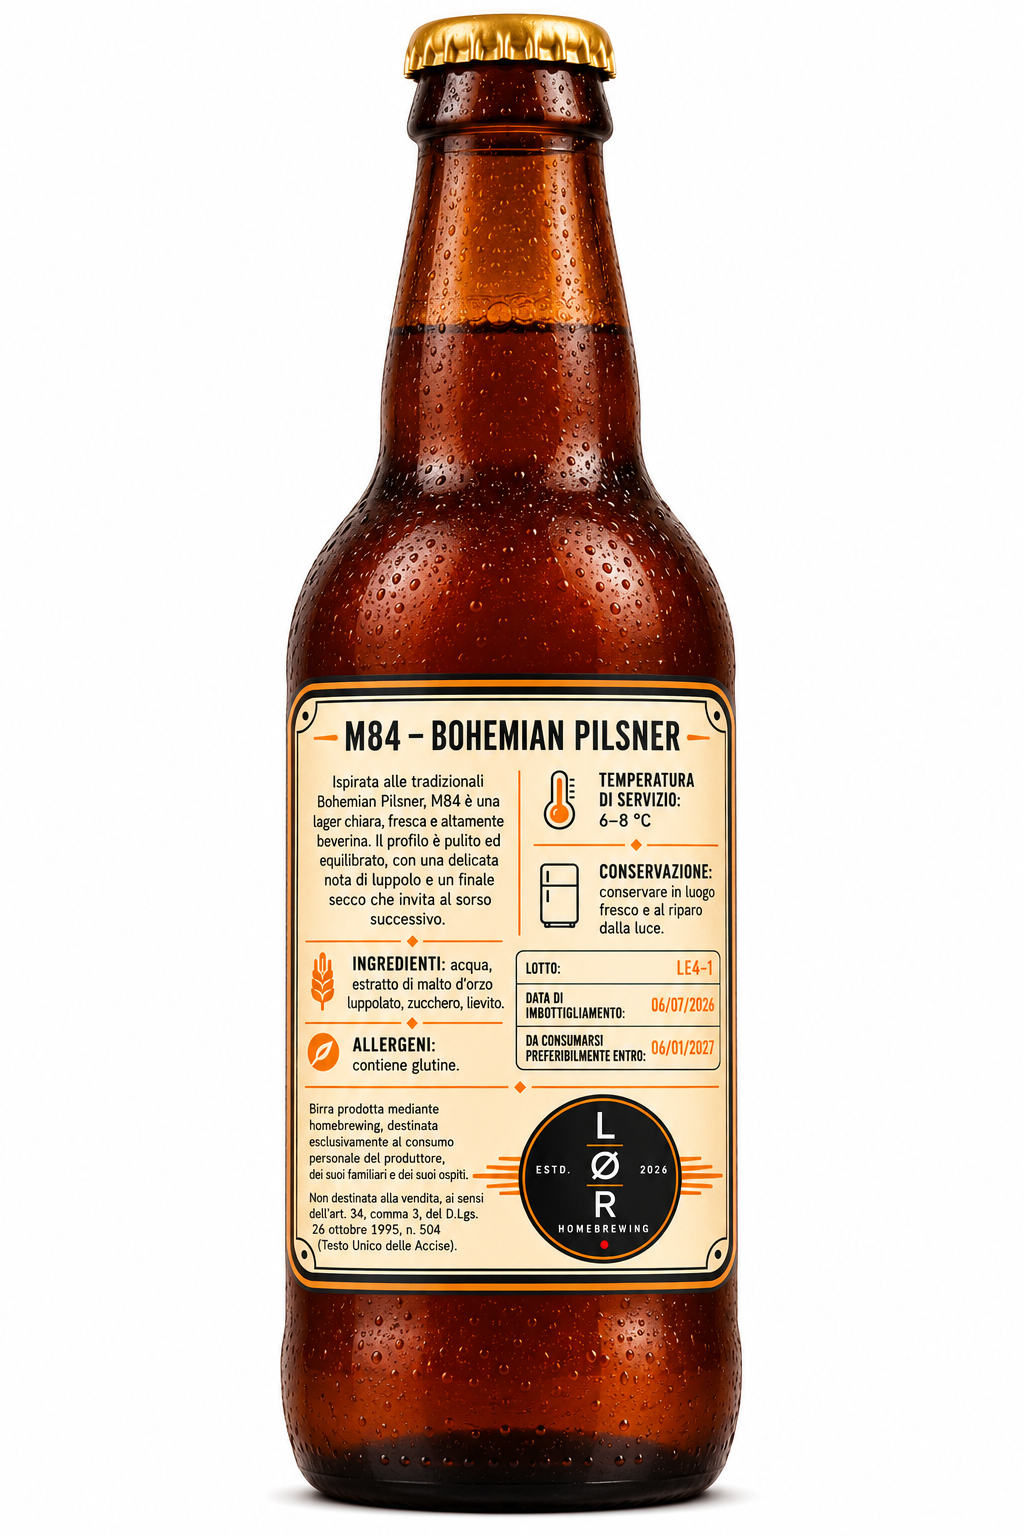 M84 – BOHEMIAN PILSNER
Ispirata alle tradizionali
Bohemian Pilsner, M84 è una
lager chiara, fresca e altamente
beverina. Il profilo è pulito ed
equilibrato, con una delicata
nota di luppolo e un finale
secco che invita al sorso
successivo.
TEMPERATURA
DI SERVIZIO:
6–8 °C
CONSERVAZIONE:
conservare in luogo
fresco e al riparo
dalla luce.
INGREDIENTI: acqua,
estratto di malto d'orzo
luppolato, zucchero, lievito.
ALLERGENI:
contiene glutine.
LOTTO: LE4-1
DATA DI
IMBOTTIGLIAMENTO: 06/07/2026
DA CONSUMARSI
PREFERIBILMENTE ENTRO: 06/01/2027
Birra prodotta mediante
homebrewing, destinata
esclusivamente al consumo
personale del produttore,
dei suoi familiari e dei suoi ospiti.
Non destinata alla vendita, ai sensi
dell'art. 34, comma 3, del D.Lgs.
26 ottobre 1995, n. 504
(Testo Unico delle Accise).
L
ESTD. Ø 2026
R
HOMEBREWING